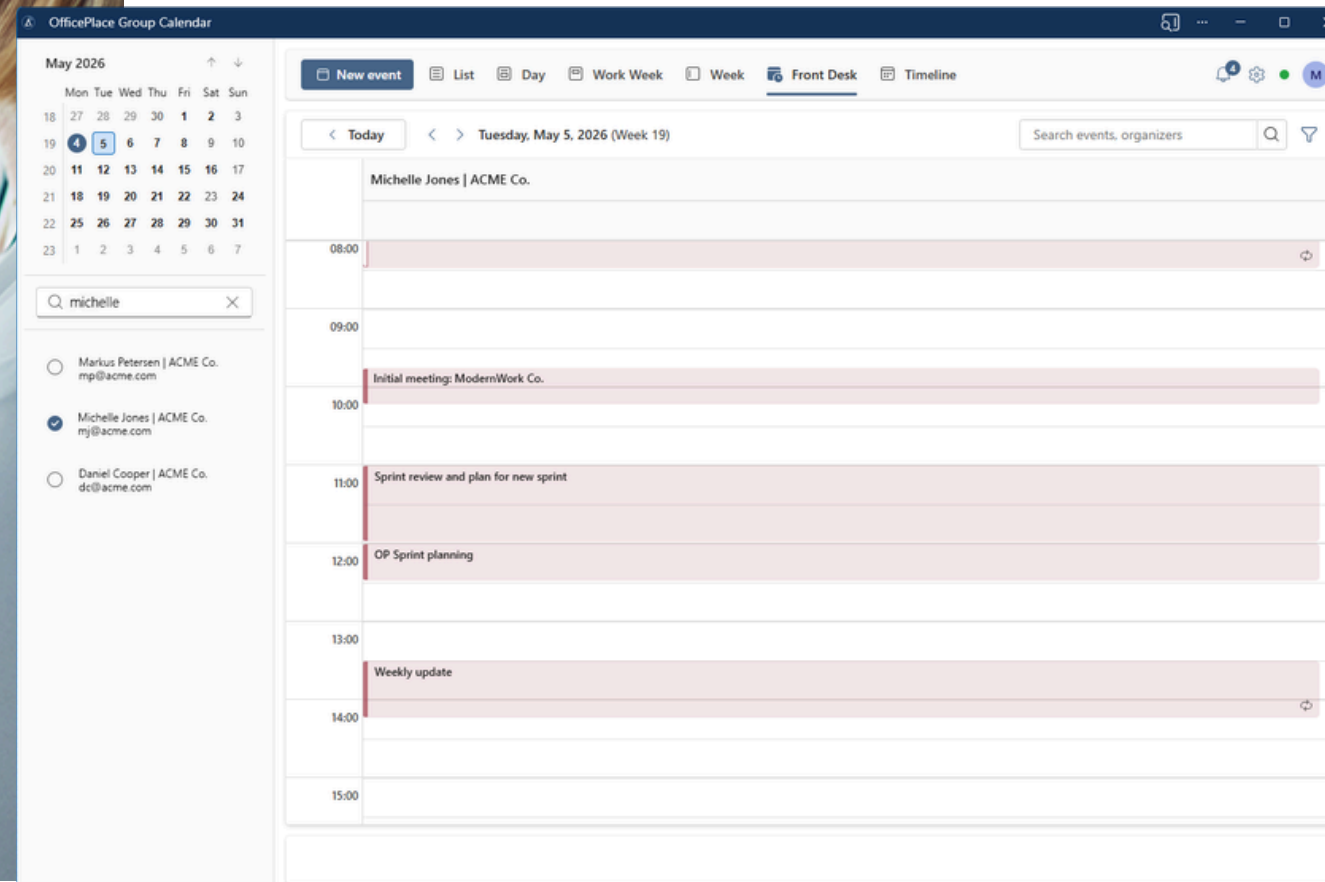 OfficePlace Group Calendar
May 2026
Mon Tue Wed Thu Fri Sat Sun
18 27 28 29 30 1 2 3
19 4 5 6 7 8 9 10
20 11 12 13 14 15 16 17
21 18 19 20 21 22 23 24
22 25 26 27 28 29 30 31
23 1 2 3 4 5 6 7
michelle
Markus Petersen | ACME Co.
mp@acme.com
Michelle Jones | ACME Co.
mj@acme.com
Daniel Cooper | ACME Co.
dc@acme.com
New event List Day Work Week Week Front Desk Timeline 4 M
Today Tuesday, May 5, 2026 (Week 19) Search events, organizers
Michelle Jones | ACME Co.
08:00
09:00
Initial meeting: ModernWork Co.
10:00
11:00 Sprint review and plan for new sprint
12:00 OP Sprint planning
13:00
Weekly update
14:00
15:00